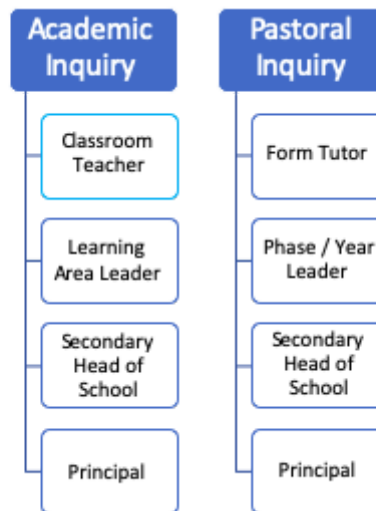 Academic
Inquiry
Classroom
Teacher
Learning
Area Leader
Secondary
Head of
School
Principal
Pastoral
Inquiry
Form Tutor
Phase / Year
Leader
Secondary
Head of
School
Principal